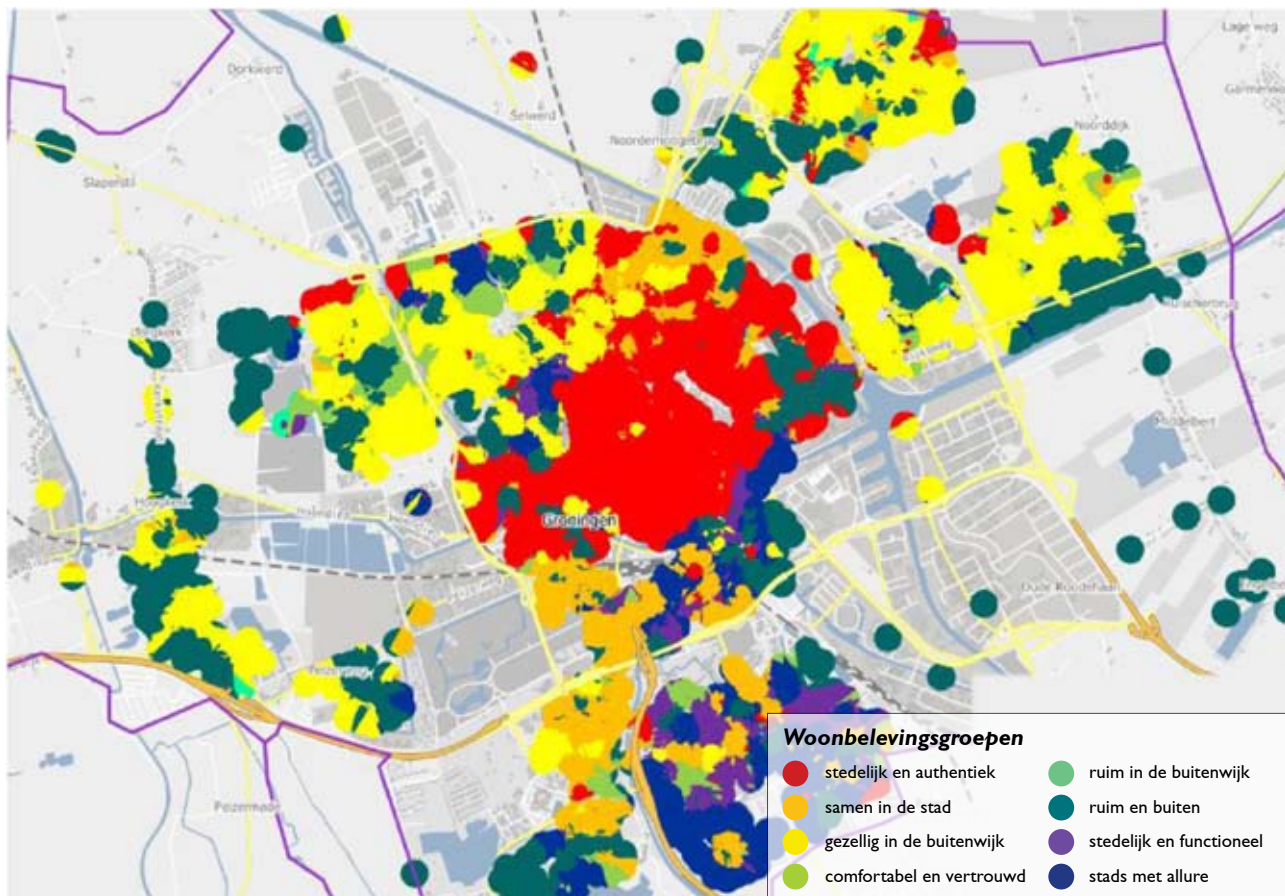 Lage weg
Dorkwerd
Selwerd
Noorderhoogebrug
Noorddijk
Slaperstil
Ruischerbrug
Middelbert
Hoogkerk
Groningen
Oude Roodehaan
Peizermade
Woonbelevingsgroepen
stedelijk en authentiek
samen in de stad
gezellig in de buitenwijk
comfortabel en vertrouwd
ruim in de buitenwijk
ruim en buiten
stedelijk en functioneel
stads met allure